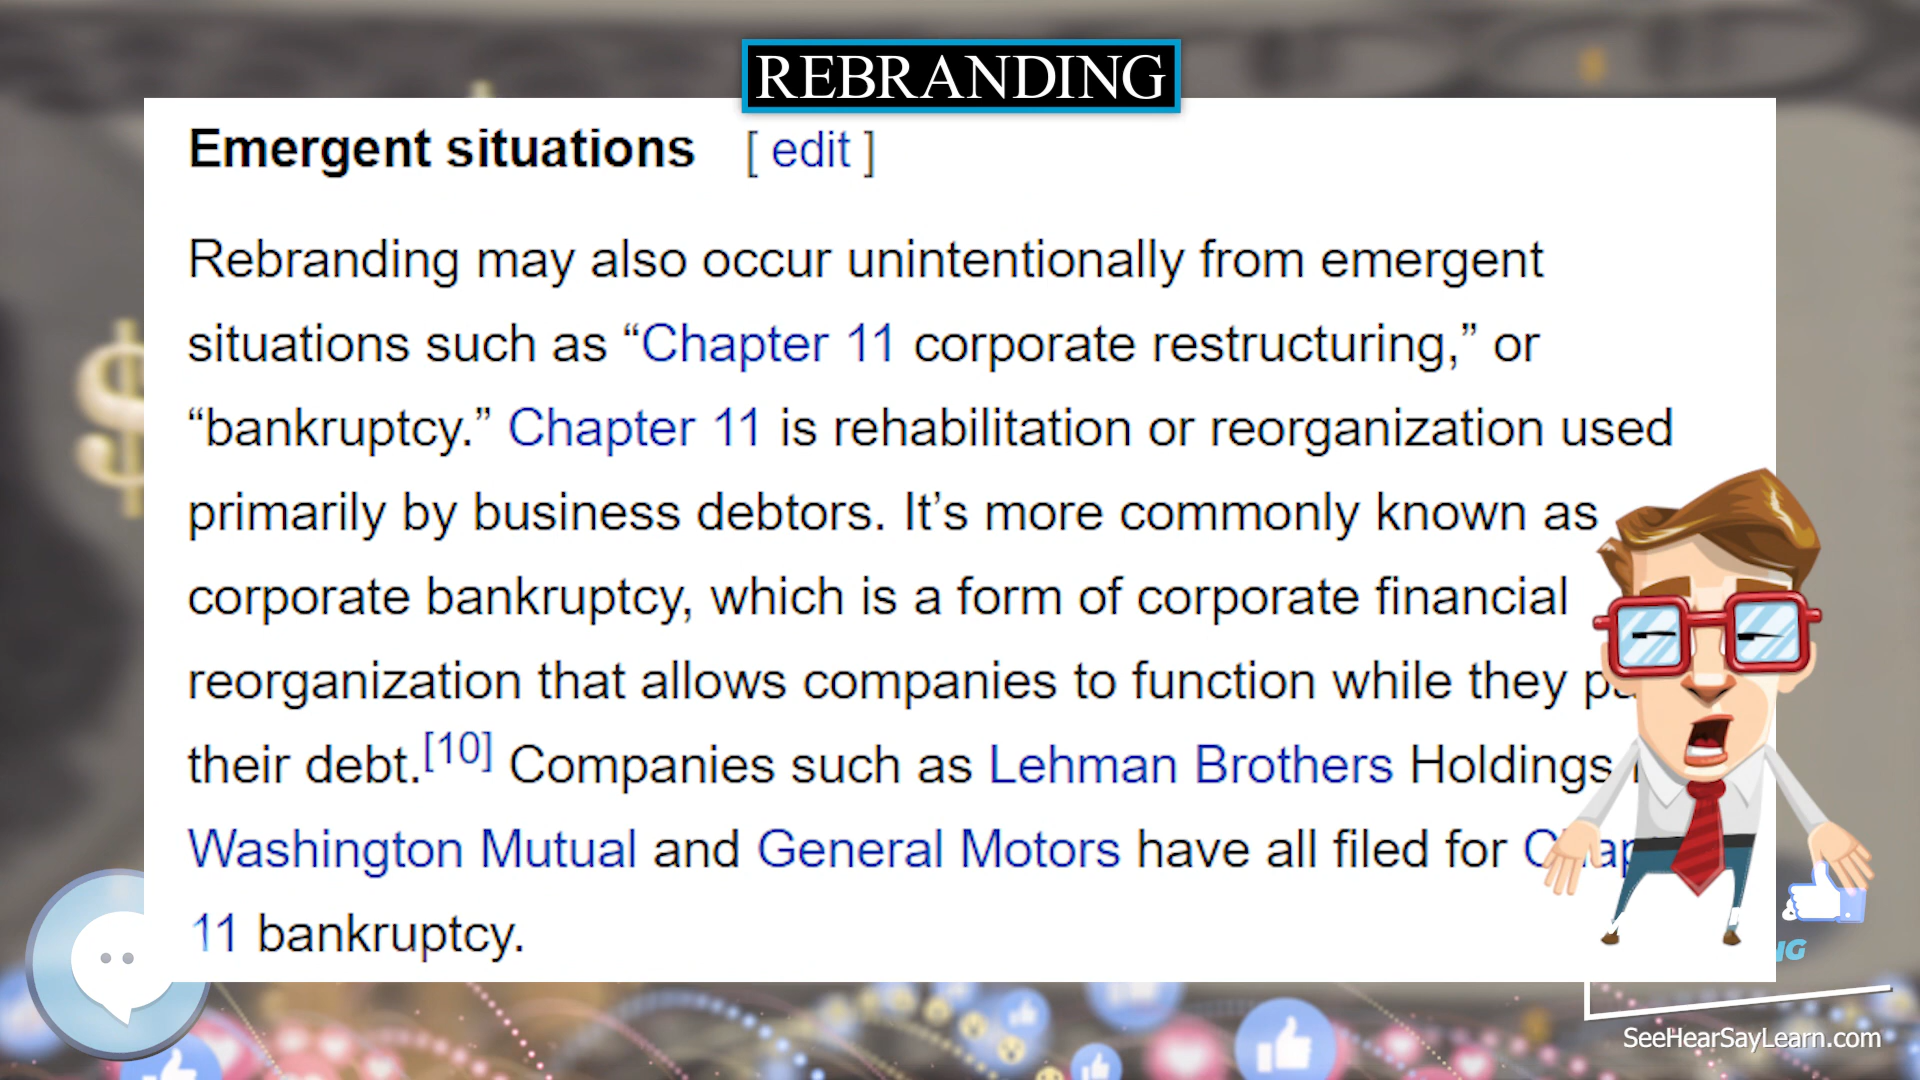 REBRANDING
Emergent situations [ edit ]
Rebranding may also occur unintentionally from emergent
situations such as “Chapter 11 corporate restructuring,” or
“bankruptcy.” Chapter 11 is rehabilitation or reorganization used
primarily by business debtors. It’s more commonly known as
corporate bankruptcy, which is a form of corporate financial
reorganization that allows companies to function while they
their debt.[10] Companies such as Lehman Brothers Holdings
Washington Mutual and General Motors have all filed for
11 bankruptcy.
SeeHearSayLearn.com